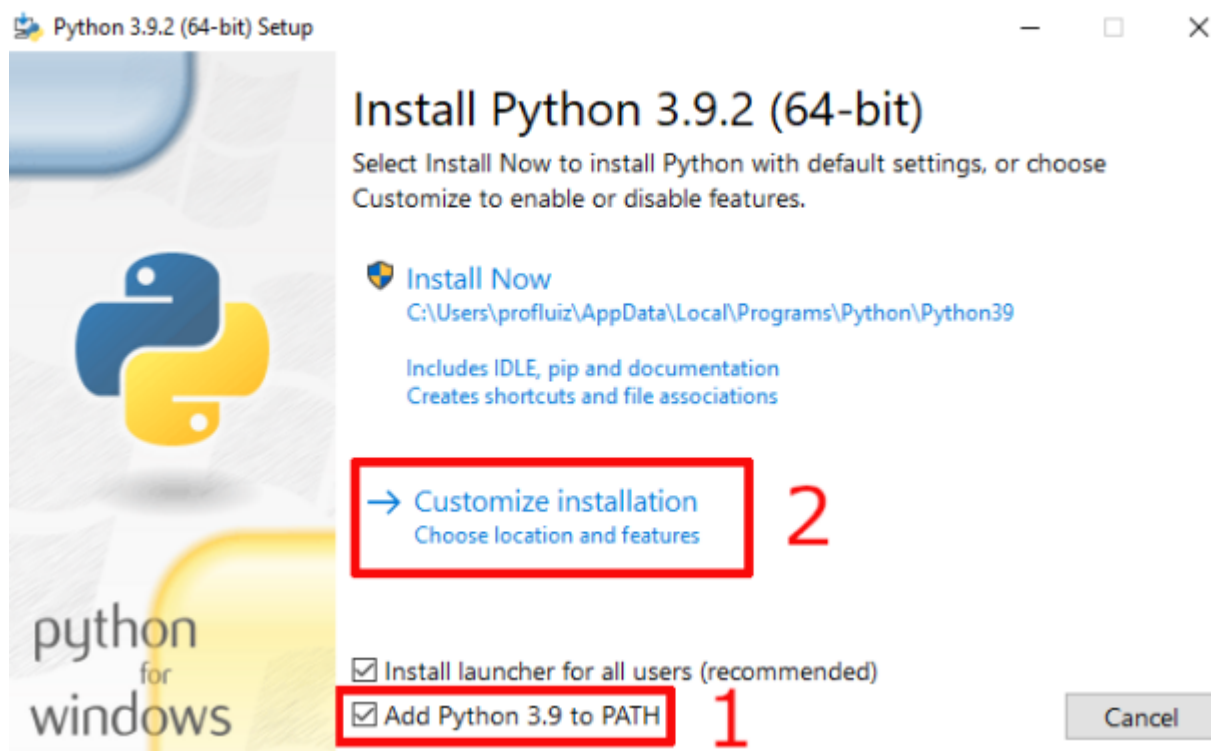 Python 3.9.2 (64-bit) Setup
Install Python 3.9.2 (64-bit)
Select Install Now to install Python with default settings, or choose
Customize to enable or disable features.
Install Now
C:\Users\profluiz\AppData\Local\Programs\Python\Python39
Includes IDLE, pip and documentation
Creates shortcuts and file associations
→ Customize installation
Choose location and features
2
python
for
windows
Install launcher for all users (recommended)
Add Python 3.9 to PATH
1
Cancel